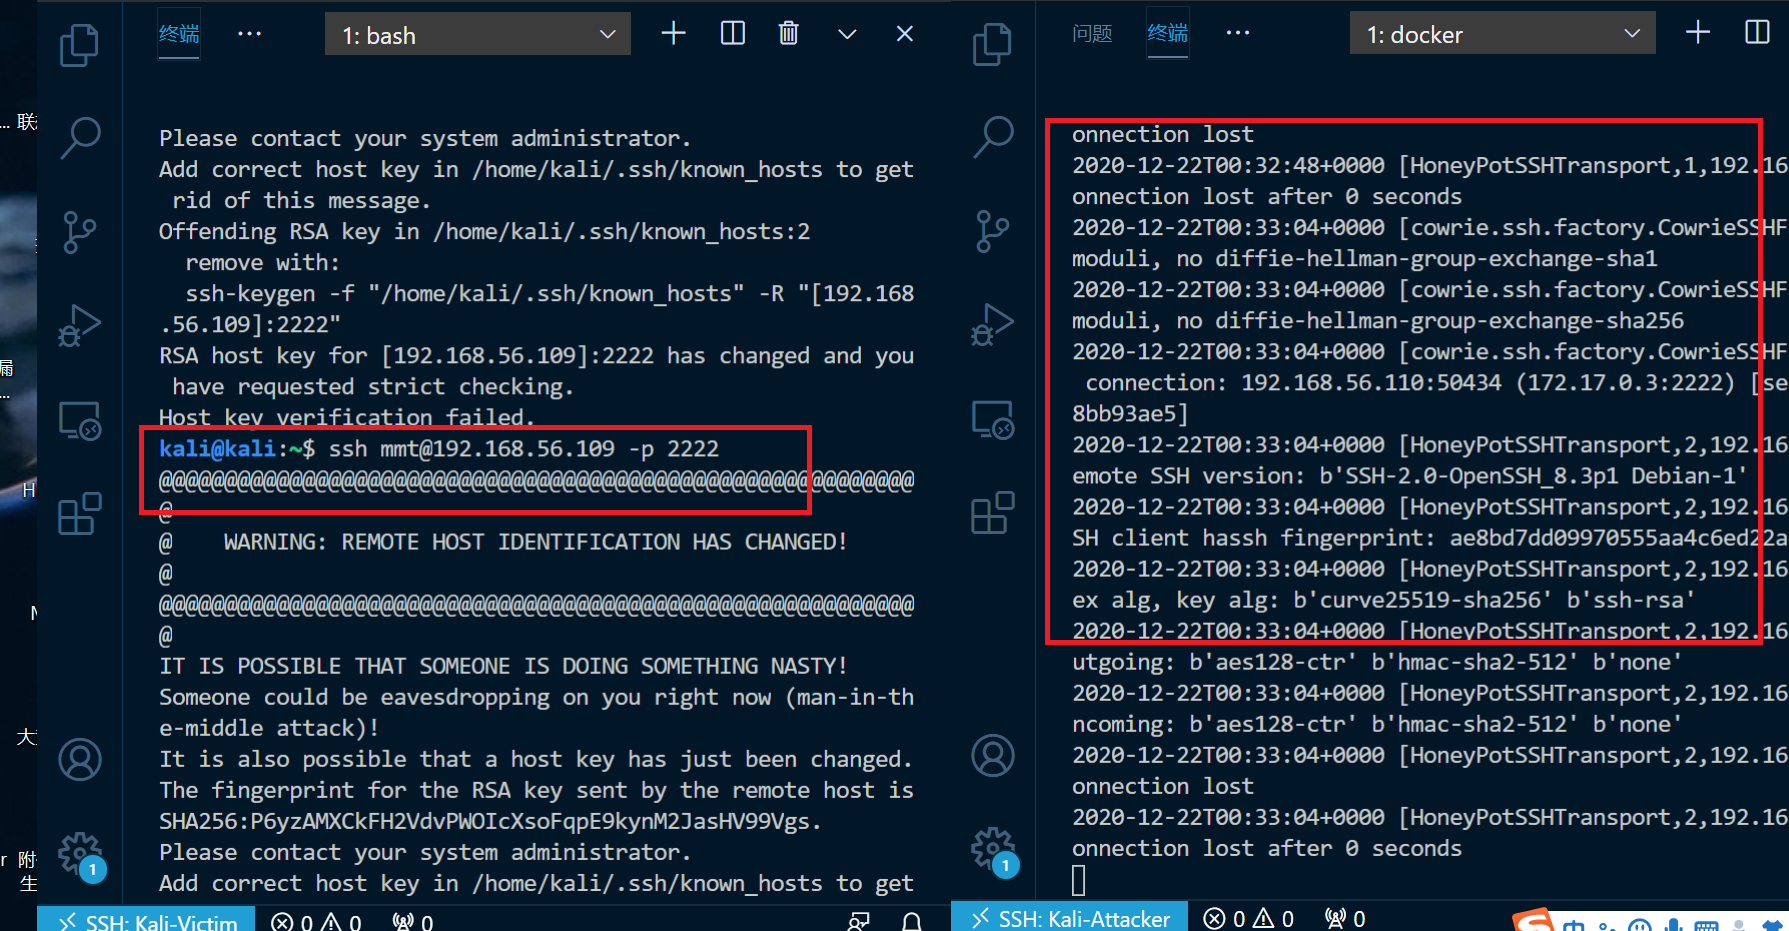 ... 联
漏
...
H
M
大
r 附
生
终端 ...
1: bash
Please contact your system administrator.
Add correct host key in /home/kali/.ssh/known_hosts to get
rid of this message.
Offending RSA key in /home/kali/.ssh/known_hosts:2
remove with:
ssh-keygen -f "/home/kali/.ssh/known_hosts" -R "[192.168
.56.109]:2222"
RSA host key for [192.168.56.109]:2222 has changed and you
have requested strict checking.
Host key verification failed.
kali@kali:~$ ssh mmt@192.168.56.109 -p 2222
@@@@@@@@@@@@@@@@@@@@@@@@@@@@@@@@@@@@@@@@@@@@@@@@@@@@@@@@@@
@
@ WARNING: REMOTE HOST IDENTIFICATION HAS CHANGED!
@
@@@@@@@@@@@@@@@@@@@@@@@@@@@@@@@@@@@@@@@@@@@@@@@@@@@@@@@@@@
@
IT IS POSSIBLE THAT SOMEONE IS DOING SOMETHING NASTY!
Someone could be eavesdropping on you right now (man-in-th
e-middle attack)!
It is also possible that a host key has just been changed.
The fingerprint for the RSA key sent by the remote host is
SHA256:P6yzAMXCkFH2VdvPWOIcXsoFqpE9kynM2JasHV99Vgs.
Please contact your system administrator.
Add correct host key in /home/kali/.ssh/known_hosts to get
1
SSH: Kali-Victim 0 0 0
问题 终端 ...
1: docker
onnection lost
2020-12-22T00:32:48+0000 [HoneyPotSSHTransport,1,192.16
onnection lost after 0 seconds
2020-12-22T00:33:04+0000 [cowrie.ssh.factory.CowrieSSHF
moduli, no diffie-hellman-group-exchange-sha1
2020-12-22T00:33:04+0000 [cowrie.ssh.factory.CowrieSSHF
moduli, no diffie-hellman-group-exchange-sha256
2020-12-22T00:33:04+0000 [cowrie.ssh.factory.CowrieSSHF
connection: 192.168.56.110:50434 (172.17.0.3:2222) [se
8bb93ae5]
2020-12-22T00:33:04+0000 [HoneyPotSSHTransport,2,192.16
emote SSH version: b'SSH-2.0-OpenSSH_8.3p1 Debian-1'
2020-12-22T00:33:04+0000 [HoneyPotSSHTransport,2,192.16
SH client hassh fingerprint: ae8bd7dd09970555aa4c6ed22a
2020-12-22T00:33:04+0000 [HoneyPotSSHTransport,2,192.16
ex alg, key alg: b'curve25519-sha256' b'ssh-rsa'
2020-12-22T00:33:04+0000 [HoneyPotSSHTransport,2,192.16
utgoing: b'aes128-ctr' b'hmac-sha2-512' b'none'
2020-12-22T00:33:04+0000 [HoneyPotSSHTransport,2,192.16
ncoming: b'aes128-ctr' b'hmac-sha2-512' b'none'
2020-12-22T00:33:04+0000 [HoneyPotSSHTransport,2,192.16
onnection lost
2020-12-22T00:33:04+0000 [HoneyPotSSHTransport,2,192.16
onnection lost after 0 seconds
1
SSH: Kali-Attacker 0 0 0